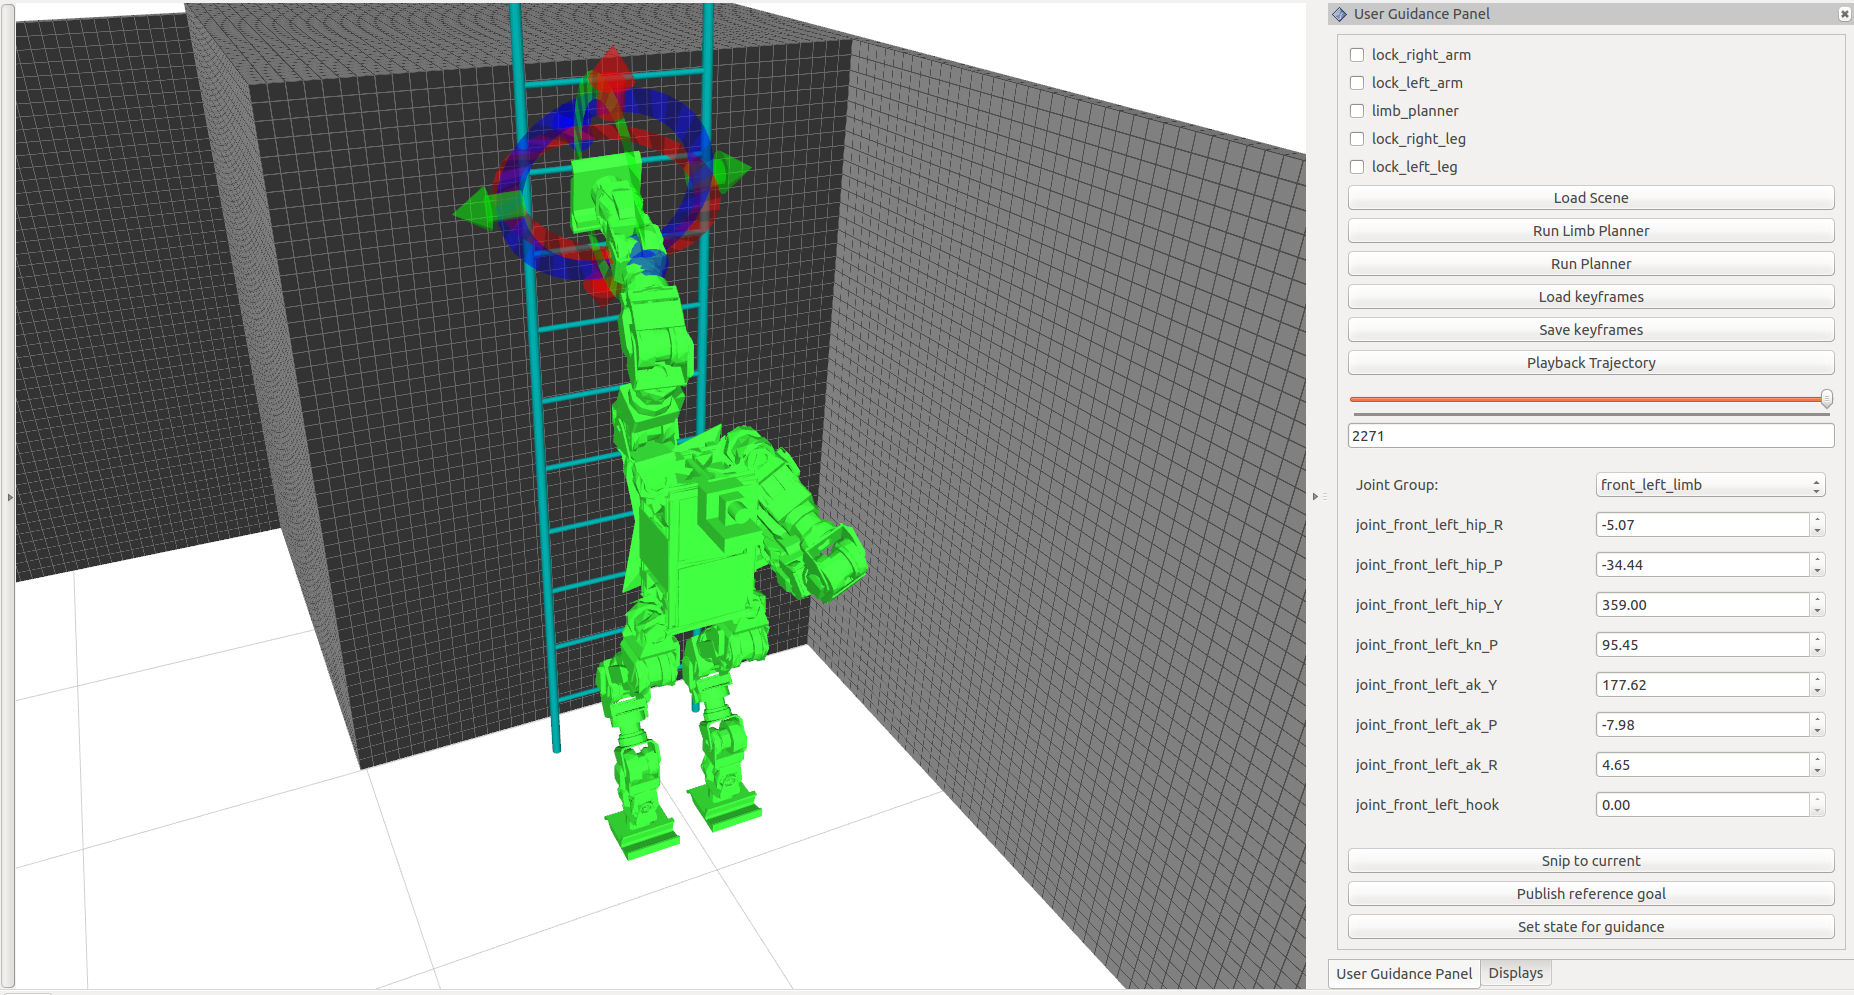 User Guidance Panel
lock_right_arm
lock_left_arm
limb_planner
lock_right_leg
lock_left_leg
Load Scene
Run Limb Planner
Run Planner
Load keyframes
Save keyframes
Playback Trajectory
2271
Joint Group: front_left_limb
joint_front_left_hip_R -5.07
joint_front_left_hip_P -34.44
joint_front_left_hip_Y 359.00
joint_front_left_kn_P 95.45
joint_front_left_ak_Y 177.62
joint_front_left_ak_P -7.98
joint_front_left_ak_R 4.65
joint_front_left_hook 0.00
Snip to current
Publish reference goal
Set state for guidance
User Guidance Panel Displays